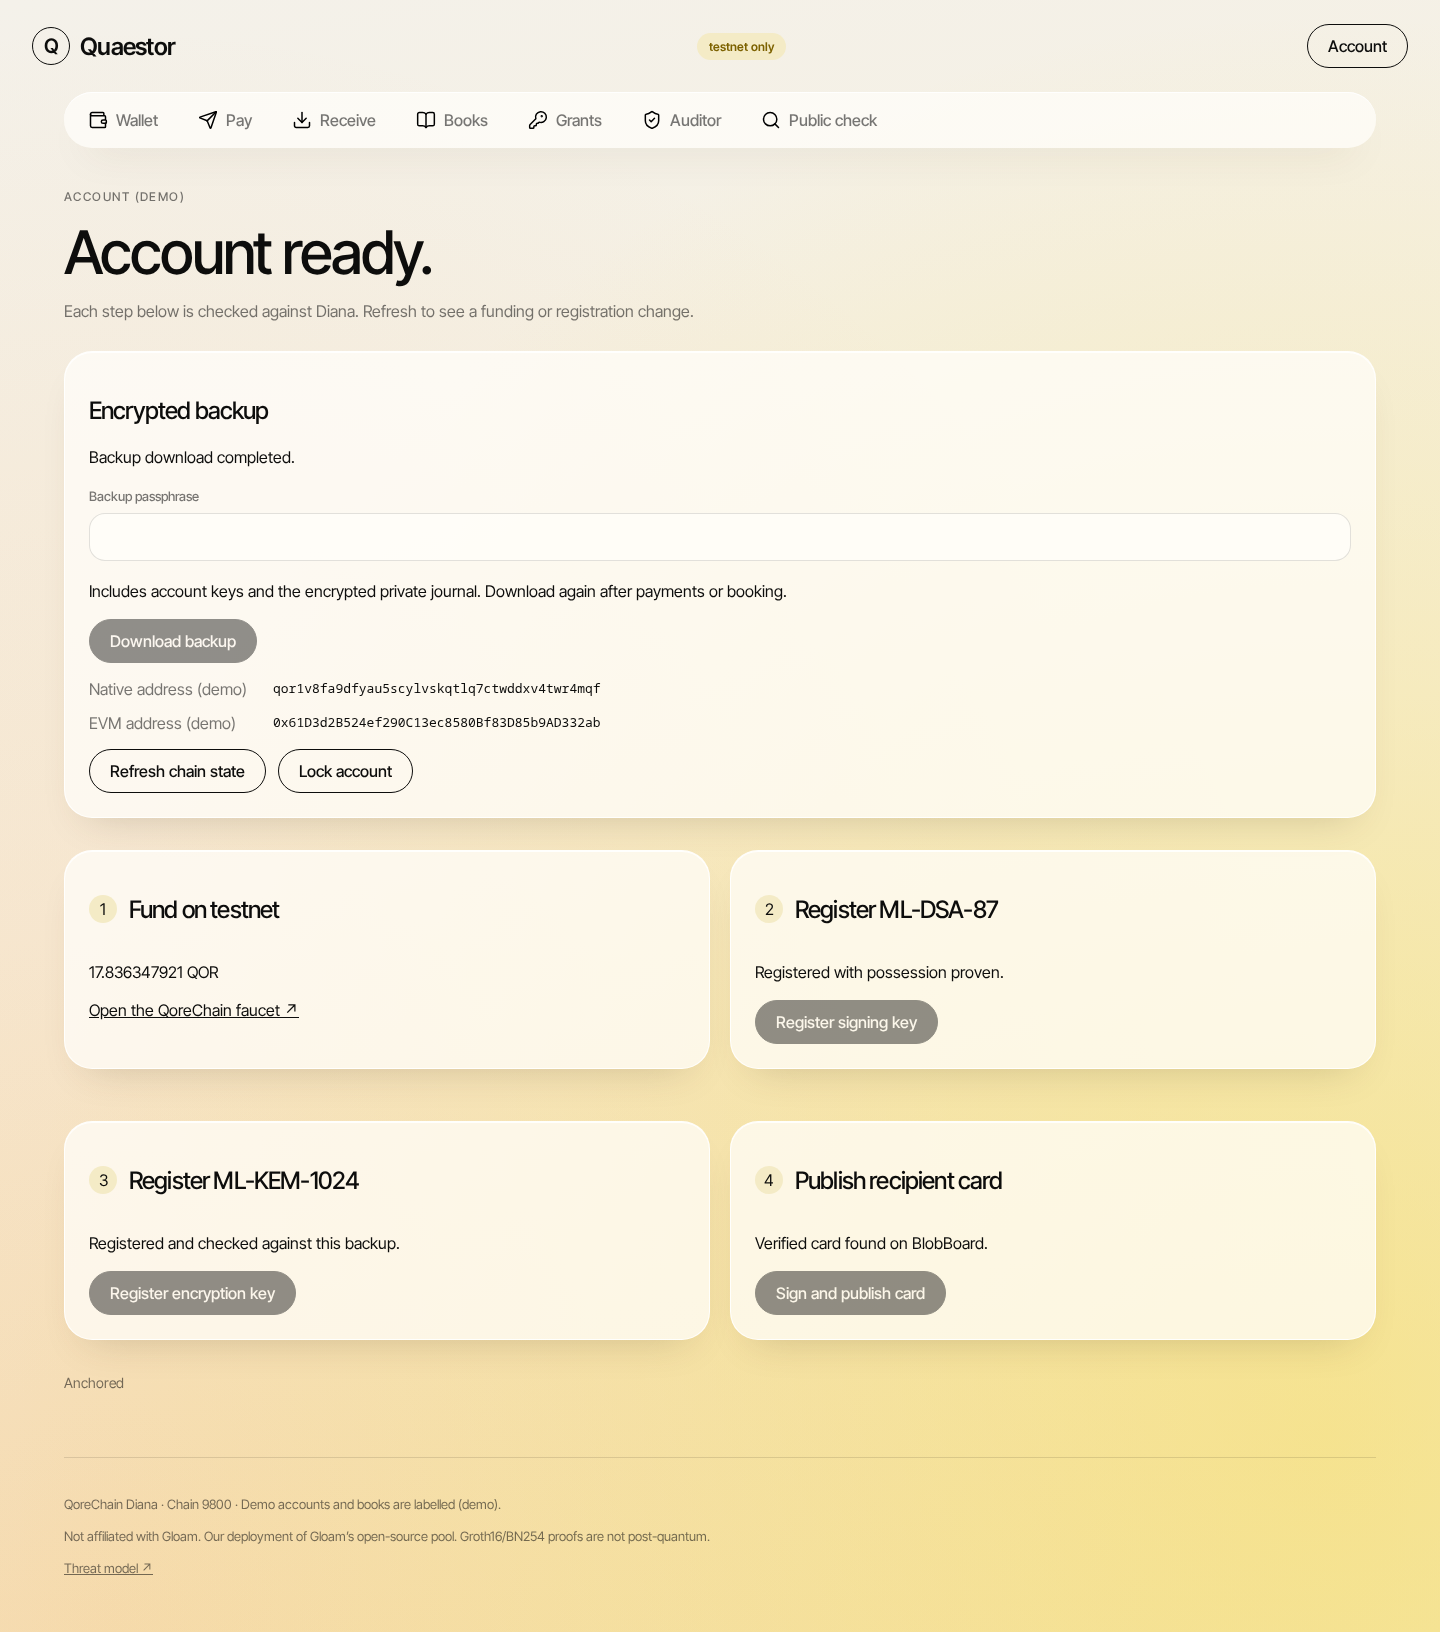 Q Quaestor
testnet only
Account
Wallet
Pay
Receive
Books
Grants
Auditor
Public check
ACCOUNT (DEMO)
Account ready.
Each step below is checked against Diana. Refresh to see a funding or registration change.
Encrypted backup
Backup download completed.
Backup passphrase
Includes account keys and the encrypted private journal. Download again after payments or booking.
Download backup
Native address (demo) qor1v8fa9dfyau5scylvskqtlq7ctwddxv4twr4mqf
EVM address (demo) 0x61D3d2B524ef290C13ec8580Bf83D85b9AD332ab
Refresh chain state
Lock account
1 Fund on testnet
17.836347921 QOR
Open the QoreChain faucet ↗
2 Register ML-DSA-87
Registered with possession proven.
Register signing key
3 Register ML-KEM-1024
Registered and checked against this backup.
Register encryption key
4 Publish recipient card
Verified card found on BlobBoard.
Sign and publish card
Anchored
QoreChain Diana · Chain 9800 · Demo accounts and books are labelled (demo).
Not affiliated with Gloam. Our deployment of Gloam’s open-source pool. Groth16/BN254 proofs are not post-quantum.
Threat model ↗